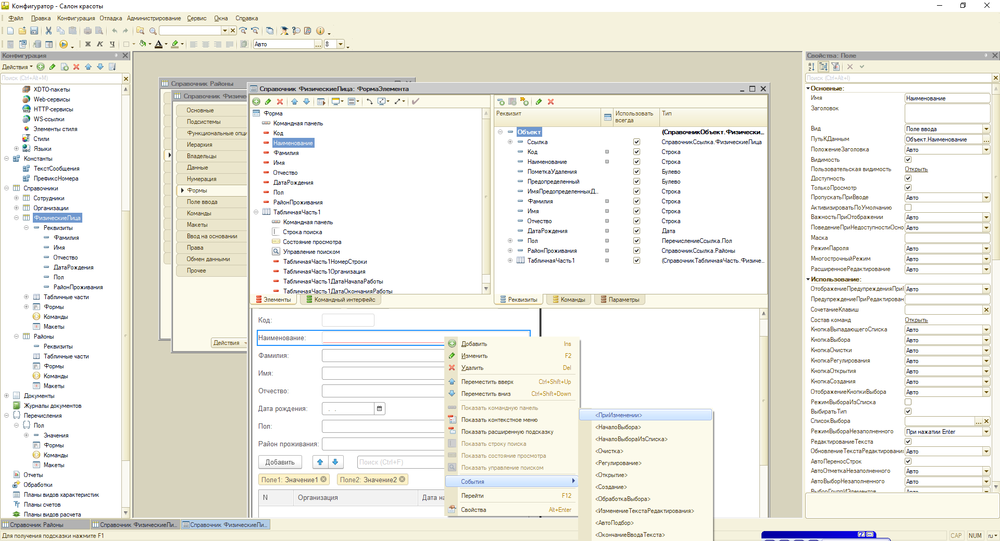 Конфигуратор - Салон красоты
Файл Правка Конфигурация Отладка Администрирование Сервис Окна Справка
Ж К Ч А Авто ... 8
Конфигурация
Действия
Поиск (Ctrl+Alt+M)
XDTO-пакеты
Web-сервисы
HTTP-сервисы
WS-ссылки
Элементы стиля
Стили
Языки
Константы
ТекстСообщения
ПрефиксНомера
Справочники
Сотрудники
Организации
ФизическиеЛица
Реквизиты
Фамилия
Имя
Отчество
ДатаРождения
Пол
РайонПроживания
Табличные части
Формы
Команды
Макеты
Районы
Реквизиты
Табличные части
Формы
Команды
Макеты
Документы
Журналы документов
Перечисления
Пол
Значения
Формы
Команды
Макеты
Отчеты
Обработки
Планы видов характеристик
Планы счетов
Планы видов расчета
Справочник Районы
Справочник Физичес
Основные
Подсистемы
Функциональные опци
Иерархия
Владельцы
Данные
Нумерация
Формы
Поле ввода
Команды
Макеты
Ввод на основании
Права
Обмен данными
Прочее
Действия
Справочник ФизическиеЛица: ФормаЭлемента
Форма
Командная панель
Код
Наименование
Фамилия
Имя
Отчество
ДатаРождения
Пол
РайонПроживания
ТабличнаяЧасть1
Командная панель
Строка поиска
Состояние просмотра
Управление поиском
ТабличнаяЧасть1НомерСтроки
ТабличнаяЧасть1Организация
ТабличнаяЧасть1ДатаНачалаРаботы
ТабличнаяЧасть1ДатаОкончанияРаботы
Элементы Командный интерфейс
Реквизит Использовать всегда Тип
Объект (СправочникОбъект.Физически...
Ссылка СправочникСсылка.ФизическиеЛица
Код Строка
Наименование Строка
ПометкаУдаления Булево
Предопределенный Булево
ИмяПредопределенныхД... Строка
Фамилия Строка
Имя Строка
Отчество Строка
ДатаРождения Дата
Пол ПеречислениеСсылка.Пол
РайонПроживания СправочникСсылка.Районы
ТабличнаяЧасть1 (СправочникТабличнаяЧасть.Физиче...
Реквизиты Команды Параметры
Код:
Наименование:
Фамилия:
Имя:
Отчество:
Дата рождения: . .
Пол:
Район проживания:
Добавить Поиск (Ctrl+F)
Поле1: Значение1 Поле2: Значение2
N Организация Дата на
Добавить Ins
Изменить F2
Удалить Del
Переместить вверх Ctrl+Shift+Up
Переместить вниз Ctrl+Shift+Down
Показать командную панель
Показать контекстное меню
Показать расширенную подсказку
Показать строку поиска
Показать состояние просмотра
Показать управление поиском
События
Перейти F12
Свойства Alt+Enter
<ПриИзменении>
<НачалоВыбора>
<НачалоВыбораИзСписка>
<Очистка>
<Регулирование>
<Открытие>
<Создание>
<ОбработкаВыбора>
<ИзменениеТекстаРедактирования>
<АвтоПодбор>
<ОкончаниеВводаТекста>
Свойства: Поле
Поиск (Ctrl+Alt+I)
Основные:
Имя Наименование
Заголовок
Вид Поле ввода
ПутьКДанным Объект.Наименование ...
ПоложениеЗаголовка Авто
Видимость
Пользовательская видимость Открыть
Доступность
ТолькоПросмотр
ПропускатьПриВводе Авто
АктивизироватьПоУмолчанию
ВажностьПриОтображении Авто
ПоведениеПриНедоступностиОсно Авто
Маска
РежимПароля Авто
МногострочныйРежим Авто
РасширенноеРедактирование Авто
Использование:
ОтображениеПредупрежденияПри Авто
ПредупреждениеПриРедактирован
СочетаниеКлавиш
Состав команд Открыть
КнопкаВыпадающегоСписка Авто
КнопкаВыбора Авто
КнопкаОчистки Авто
КнопкаРегулирования Авто
КнопкаОткрытия Авто
КнопкаСоздания Авто
ОтображениеКнопкиВыбора Авто
РежимВыбораИзСписка
ВыбиратьТип
СписокВыбора ...
РежимВыбораНезаполненного При нажатии Enter
РедактированиеТекста
ОбновлениеТекстаРедактирования Авто
АвтоПереносСтрок
АвтоОтметкаНезаполненного Авто
АвтоВыборНезаполненного Авто
ВыборГруппИЭлементов Авто
Справочник Районы Справочник ФизическиеЛи... Справочник ФизическиеЛи...
Для получения подсказки нажмите F1
CAP NUM ru